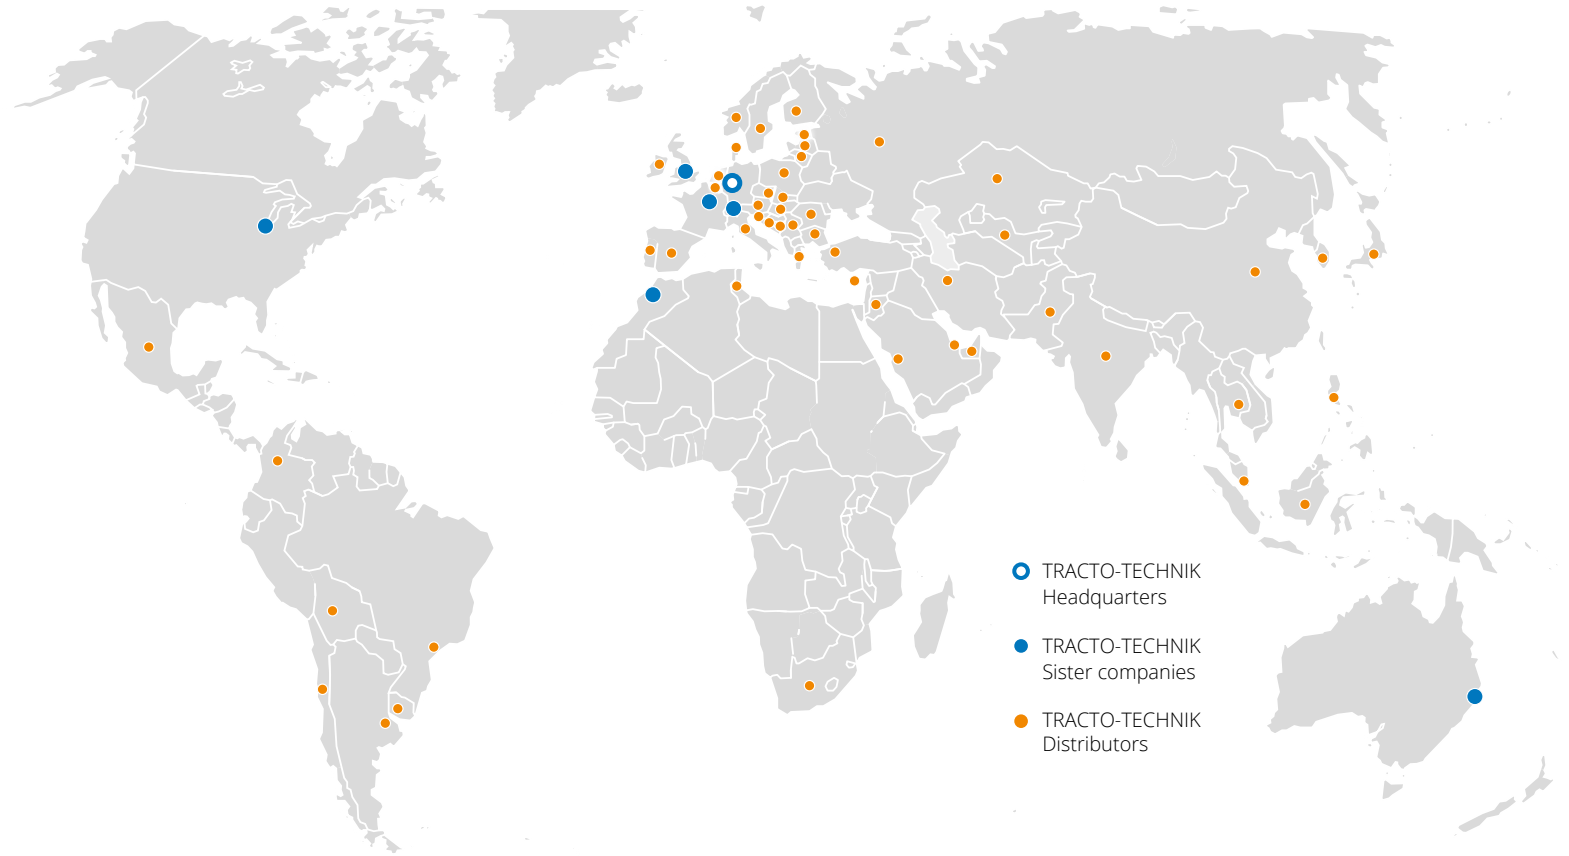 TRACTO-TECHNIK
Headquarters
TRACTO-TECHNIK
Sister companies
TRACTO-TECHNIK
Distributors